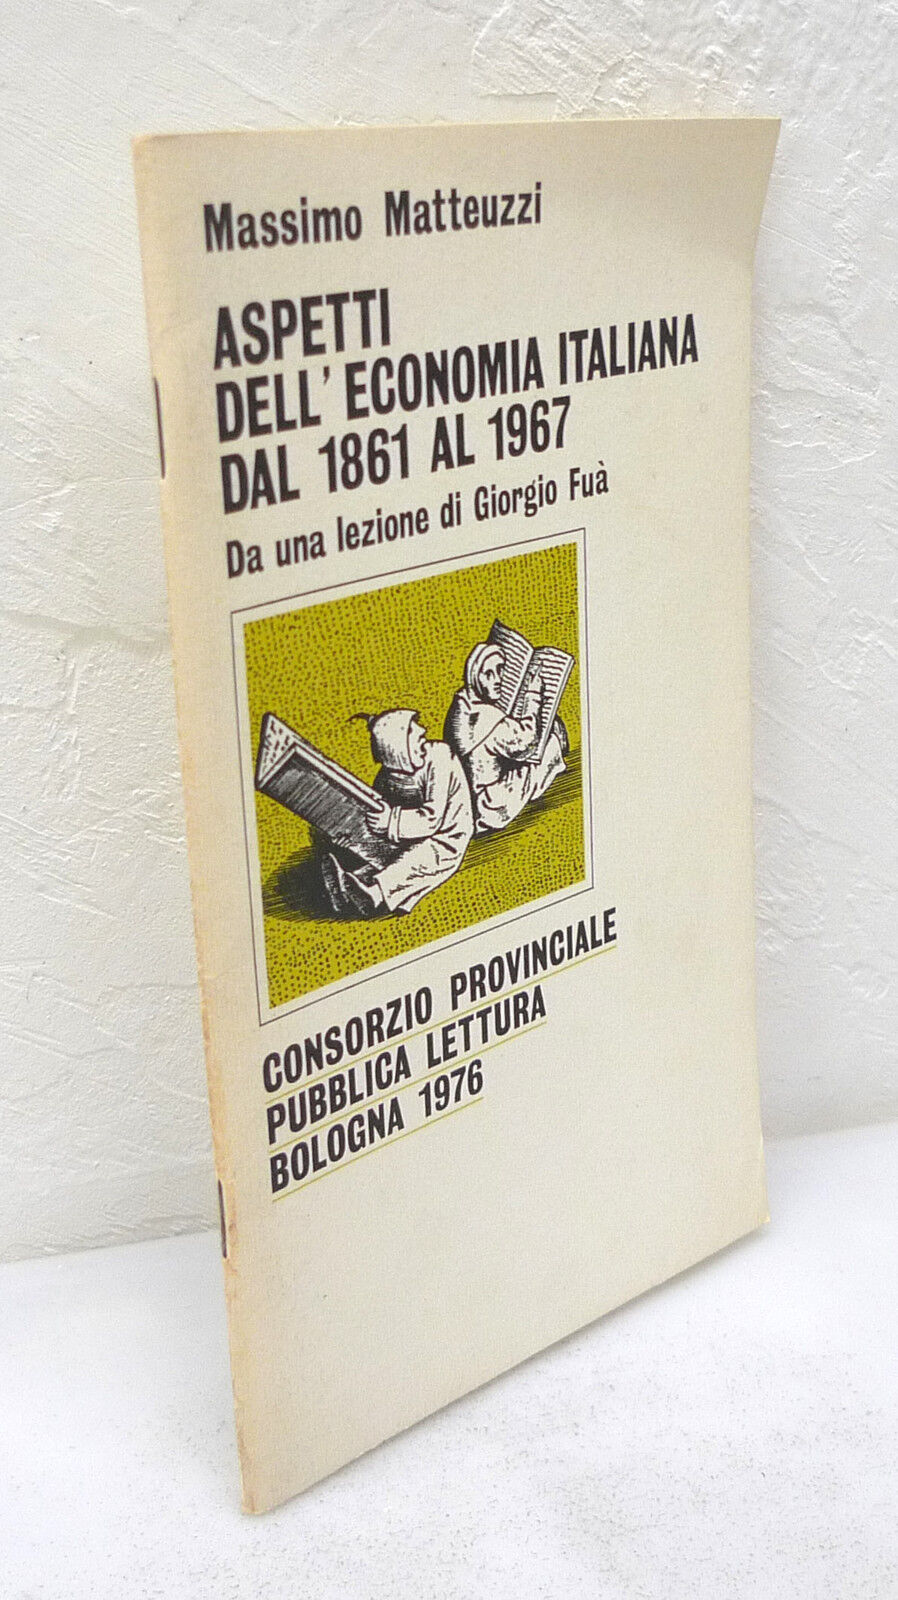 Massimo Matteuzzi
ASPETTI
DELL'ECONOMIA ITALIANA
DAL 1861 AL 1967
Da una lezione di Giorgio Fuà
CONSORZIO PROVINCIALE
PUBBLICA LETTURA
BOLOGNA 1976